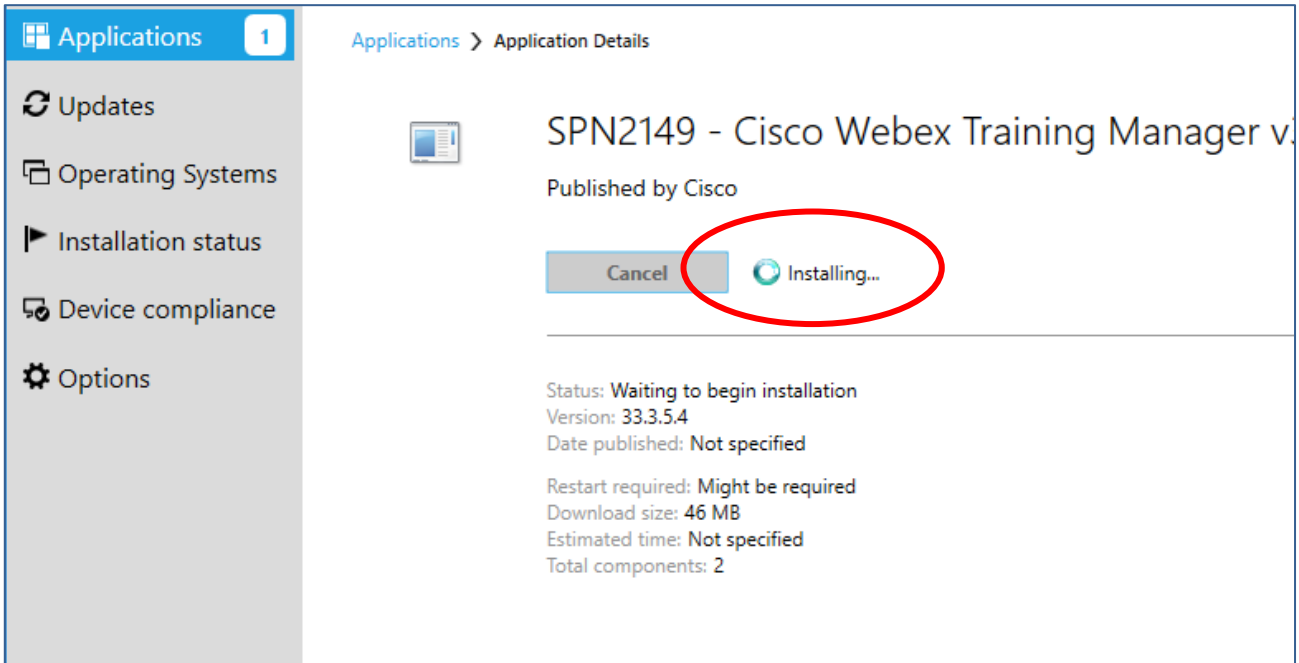 Applications 1
Updates
Operating Systems
Installation status
Device compliance
Options
Applications > Application Details
SPN2149 - Cisco Webex Training Manager
Published by Cisco
Cancel
Installing...
Status: Waiting to begin installation
Version: 33.3.5.4
Date published: Not specified
Restart required: Might be required
Download size: 46 MB
Estimated time: Not specified
Total components: 2